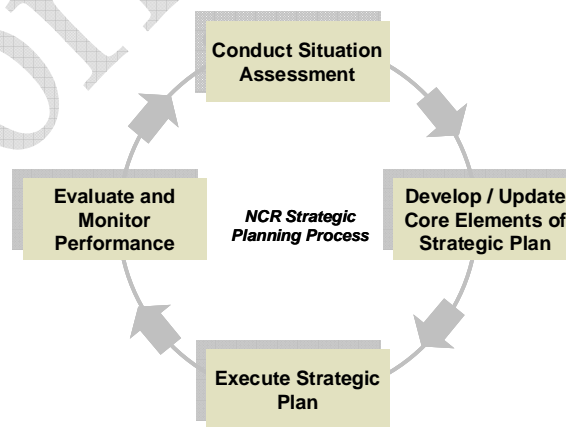 Conduct Situation
Assessment
Develop / Update
Core Elements of
Strategic Plan
Execute Strategic
Plan
Evaluate and
Monitor
Performance
NCR Strategic
Planning Process